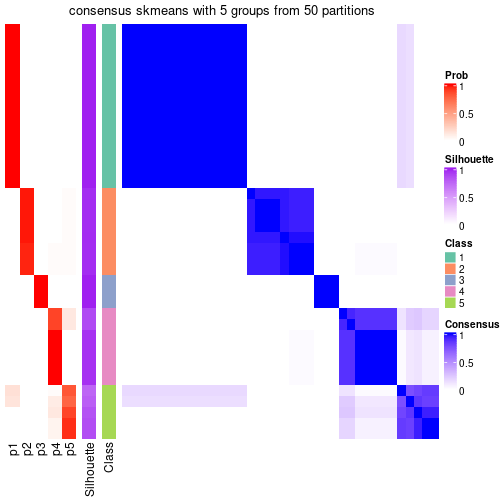 consensus skmeans with 5 groups from 50 partitions
Prob
1
0.5
0
Silhouette
1
0.5
0
Class
1
2
3
4
5
Consensus
1
0.5
0
p1
p2
p3
p4
p5
Silhouette
Class